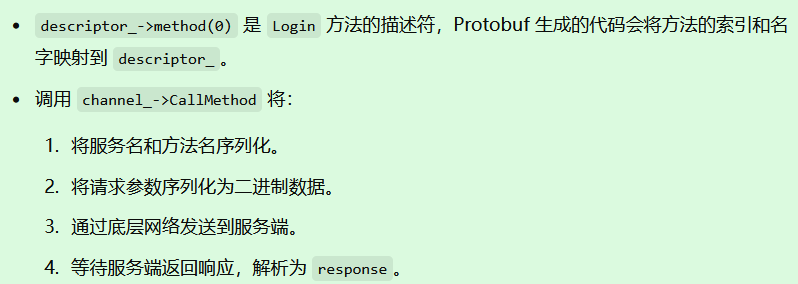 • descriptor_->method(0) 是 Login 方法的描述符，Protobuf 生成的代码会将方法的索引和名
字映射到 descriptor_。
• 调用 channel_->CallMethod 将：
1. 将服务名和方法名序列化。
2. 将请求参数序列化为二进制数据。
3. 通过底层网络发送到服务端。
4. 等待服务端返回响应，解析为 response。